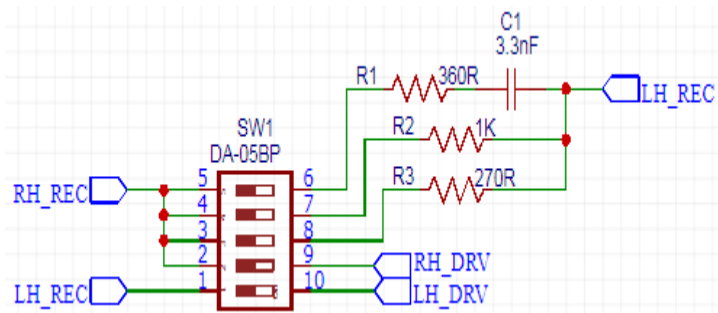 C1
3.3nF
R1 360R
LH_REC
R2 1K
SW1
DA-05BP
R3 270R
5 6
RH_REC
4 7
3 8
2 9 RH_DRV
LH_REC 1 10 LH_DRV